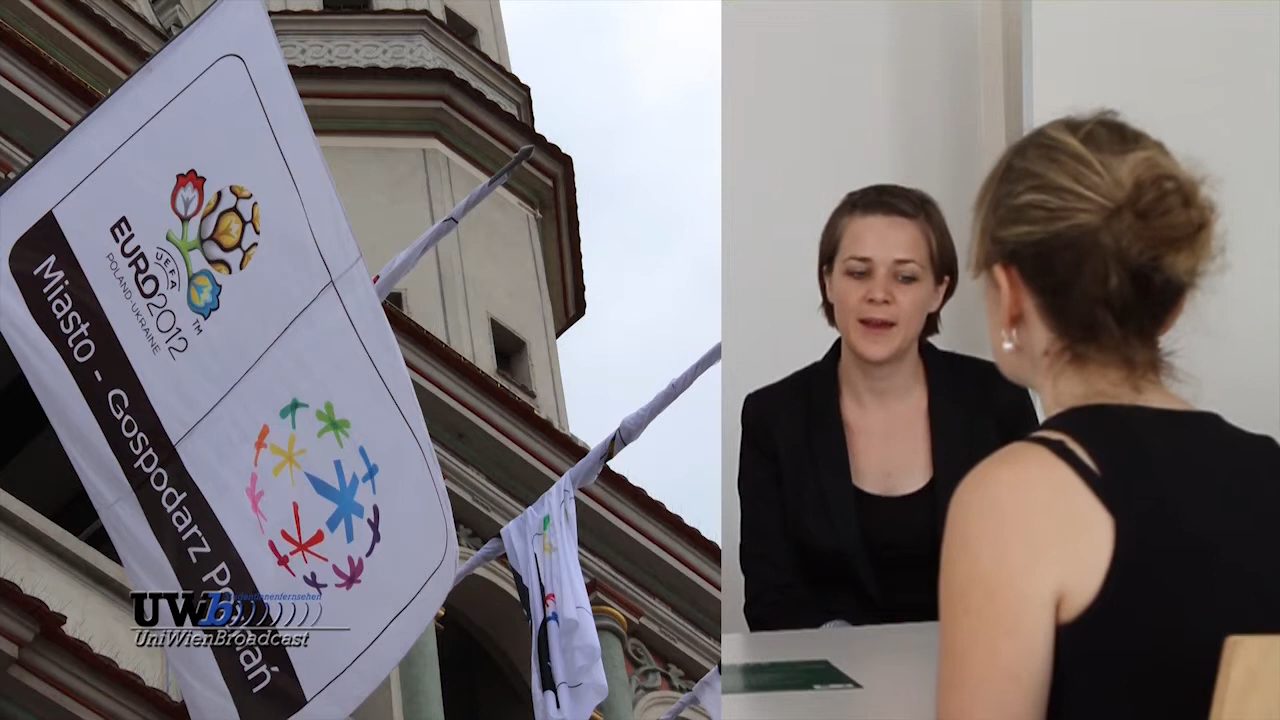 UEFA
EURO2012
TM
POLAND-UKRAINE
Miasto - Gospodarz Poznań
UWb
UniWienBroadcast